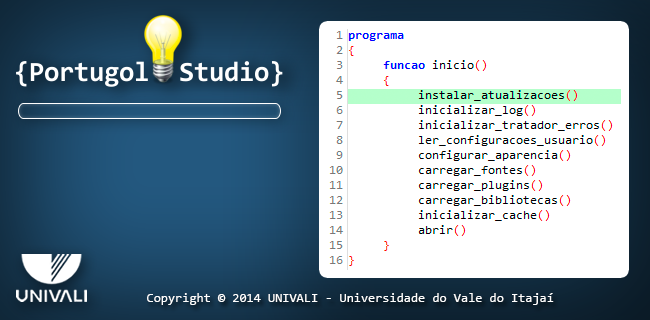 {Portugol Studio}
1 programa
2 {
3 funcao inicio()
4 {
5 instalar_atualizacoes()
6 inicializar_log()
7 inicializar_tratador_erros()
8 ler_configuracoes_usuario()
9 configurar_aparencia()
10 carregar_fontes()
11 carregar_plugins()
12 carregar_bibliotecas()
13 inicializar_cache()
14 abrir()
15 }
16 }
UNIVALI
Copyright © 2014 UNIVALI - Universidade do Vale do Itajaí